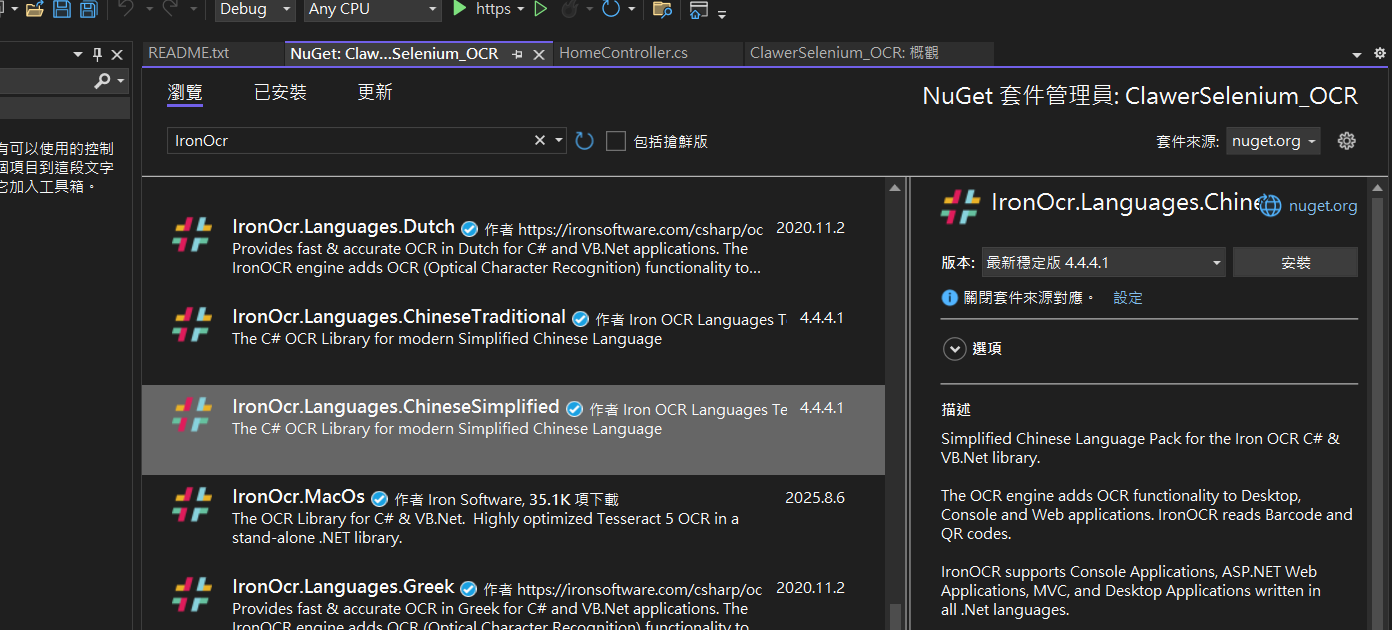 Debug Any CPU https
README.txt NuGet: Claw...Selenium_OCR HomeController.cs ClawerSelenium_OCR: 概觀
有可以使用的控制
個項目到這段文字
它加入工具箱。
瀏覽 已安裝 更新
NuGet 套件管理員: ClawerSelenium_OCR
IronOcr
包括搶鮮版
套件來源: nuget.org
IronOcr.Languages.Dutch 作者 https://ironsoftware.com/csharp/oc 2020.11.2
Provides fast & accurate OCR in Dutch for C# and VB.Net applications. The
IronOCR engine adds OCR (Optical Character Recognition) functionality to...
IronOcr.Languages.ChineseTraditional 作者 Iron OCR Languages Te 4.4.4.1
The C# OCR Library for modern Simplified Chinese Language
IronOcr.Languages.ChineseSimplified 作者 Iron OCR Languages Te 4.4.4.1
The C# OCR Library for modern Simplified Chinese Language
IronOcr.MacOs 作者 Iron Software, 35.1K 項下載 2025.8.6
The OCR Library for C# & VB.Net.  Highly optimized Tesseract 5 OCR in a
stand-alone .NET library.
IronOcr.Languages.Greek 作者 https://ironsoftware.com/csharp/oc 2020.11.2
Provides fast & accurate OCR in Greek for C# and VB.Net applications. The
IronOCR engine adds OCR (Optical Character Recognition) functionality to
IronOcr.Languages.Chine nuget.org
版本: 最新穩定版 4.4.4.1 安裝
關閉套件來源對應。 設定
選項
描述
Simplified Chinese Language Pack for the Iron OCR C# &
VB.Net library.
The OCR engine adds OCR functionality to Desktop,
Console and Web applications. IronOCR reads Barcode and
QR codes.
IronOCR supports Console Applications, ASP.NET Web
Applications, MVC, and Desktop Applications written in
all .Net languages.